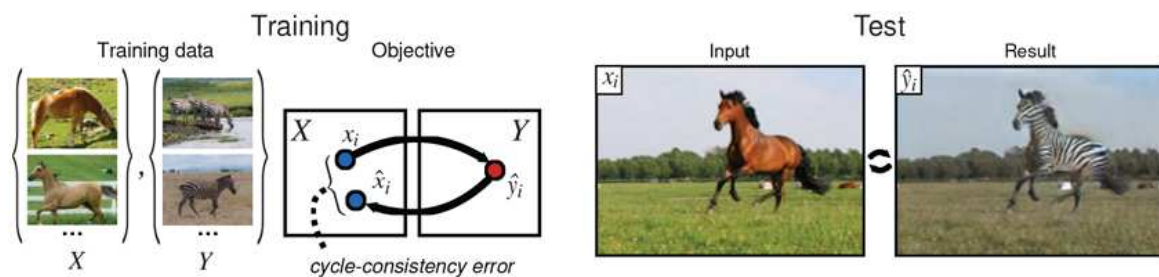 Training
Test
Training data
Objective
Input
Result
X
Y
x_i
x̂_i
ŷ_i
x_i
ŷ_i
,
...
...
X
Y
cycle-consistency error